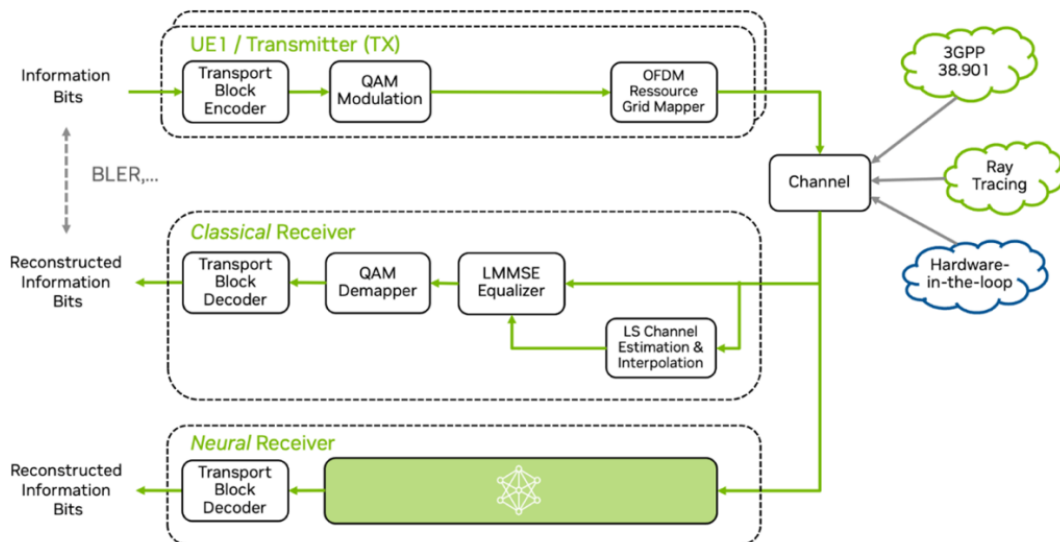 UE1 / Transmitter (TX)
Information
Bits
Transport
Block
Encoder
QAM
Modulation
OFDM
Ressource
Grid Mapper
3GPP
38.901
BLER,...
Channel
Ray
Tracing
Classical Receiver
Reconstructed
Information
Bits
Transport
Block
Decoder
QAM
Demapper
LMMSE
Equalizer
LS Channel
Estimation &
Interpolation
Hardware-
in-the-loop
Neural Receiver
Reconstructed
Information
Bits
Transport
Block
Decoder